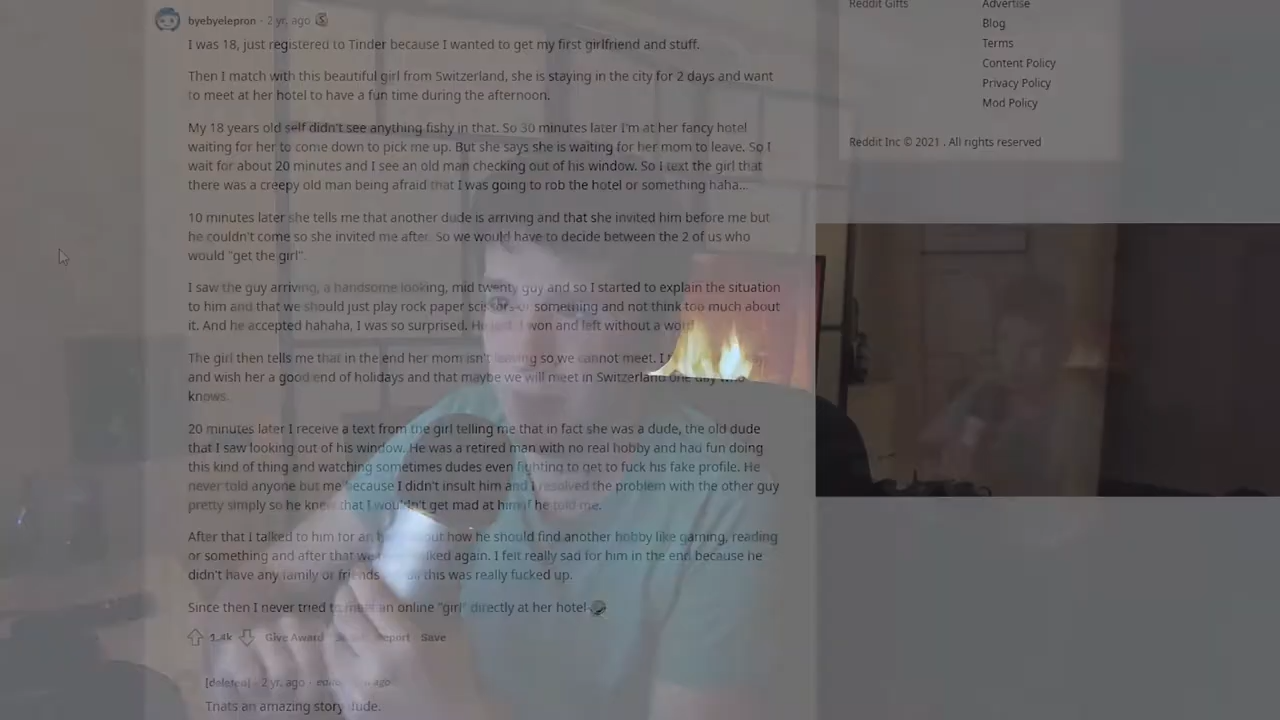 byebyelepron · 2 yr. ago
I was 18, just registered to Tinder because I wanted to get my first girlfriend and stuff.
Then I match with this beautiful girl from Switzerland, she is staying in the city for 2 days and want
to meet at her hotel to have a fun time during the afternoon.
My 18 years old self didn't see anything fishy in that. So 30 minutes later I'm at her fancy hotel
waiting for her to come down to pick me up. But she says she is waiting for her mom to leave. So I
wait for about 20 minutes and I see an old man checking out of his window. So I text the girl that
there was a creepy old man being afraid that I was going to rob the hotel or something haha...
10 minutes later she tells me that another dude is arriving and that she invited him before me but
he couldn't come so she invited me after. So we would have to decide between the 2 of us who
would "get the girl".
I saw the guy arriving, a handsome looking, mid twenty guy and so I started to explain the situation
to him and that we should just play rock paper scissors or something and not think too much about
it. And he accepted hahaha, I was so surprised. He lost, I won and left without a word
The girl then tells me that in the end her mom isn't leaving so we cannot meet. I
and wish her a good end of holidays and that maybe we will meet in Switzerland one day who
knows.
20 minutes later I receive a text from the girl telling me that in fact she was a dude, the old dude
that I saw looking out of his window. He was a retired man with no real hobby and had fun doing
this kind of thing and watching sometimes dudes even fighting to get to fuck his fake profile. He
never told anyone but me because I didn't insult him and I resolved the problem with the other guy
pretty simply so he knew that I wouldn't get mad at him if he told me.
After that I talked to him for an about how he should find another hobby like gaming, reading
or something and after that we talked again. I felt really sad for him in the end because he
didn't have any family or friends this was really fucked up.
Since then I never tried to meet an online "girl" directly at her hotel
1.4k Give Award Report Save
[deleted] · 2 yr. ago · ago
Thats an amazing story dude.
Reddit Gifts
Advertise
Blog
Terms
Content Policy
Privacy Policy
Mod Policy
Reddit Inc © 2021 . All rights reserved